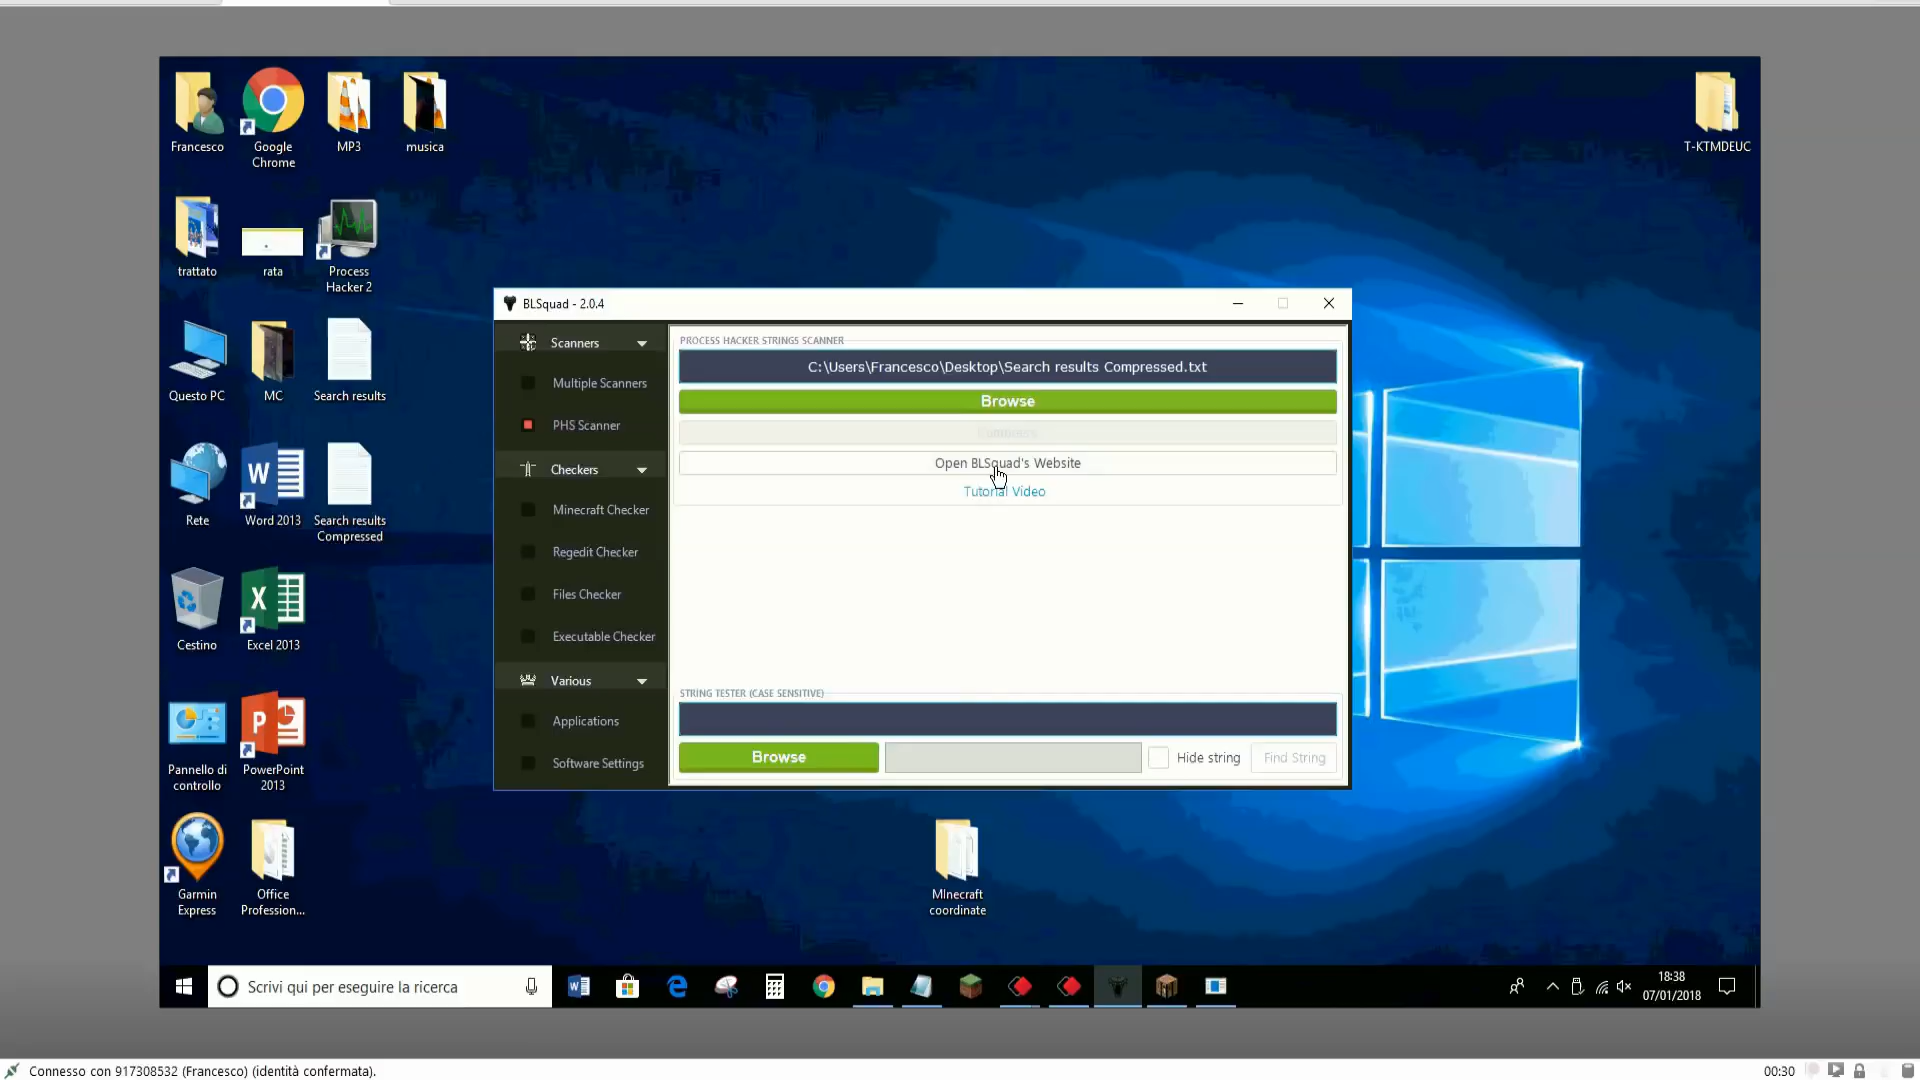 Francesco
Google
Chrome
MP3
musica
T-KTMDEUC
trattato
rata
Process
Hacker 2
Questo PC
MC
Search results
Rete
Word 2013
Search results
Compressed
Cestino
Excel 2013
Pannello di
controllo
PowerPoint
2013
Garmin
Express
Office
Profession...
MInecraft
coordinate
BLSquad - 2.0.4
Scanners
Multiple Scanners
PHS Scanner
Checkers
Minecraft Checker
Regedit Checker
Files Checker
Executable Checker
Various
Applications
Software Settings
PROCESS HACKER STRINGS SCANNER
C:\Users\Francesco\Desktop\Search results Compressed.txt
Browse
Open BLSquad's Website
Tutorial Video
STRING TESTER (CASE SENSITIVE)
Browse
Hide string
Find String
Scrivi qui per eseguire la ricerca
18:38
07/01/2018
Connesso con 917308532 (Francesco) (identità confermata).
00:30